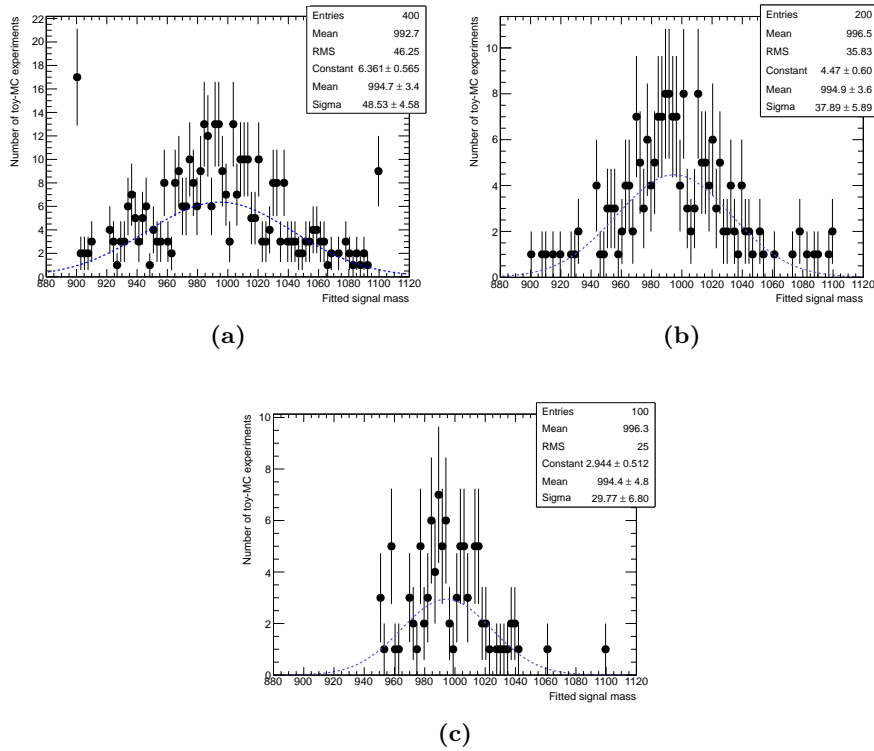 Number of toy-MC experiments
22
20
18
16
14
12
10
8
6
4
2
0
880 900 920 940 960 980 1000 1020 1040 1060 1080 1100 1120
Fitted signal mass
Entries 400
Mean 992.7
RMS 46.25
Constant 6.361 ± 0.565
Mean 994.7 ± 3.4
Sigma 48.53 ± 4.58
(a)
Number of toy-MC experiments
10
8
6
4
2
0
880 900 920 940 960 980 1000 1020 1040 1060 1080 1100 1120
Fitted signal mass
Entries 200
Mean 996.5
RMS 35.83
Constant 4.47 ± 0.60
Mean 994.9 ± 3.6
Sigma 37.89 ± 5.89
(b)
Number of toy-MC experiments
10
8
6
4
2
0
880 900 920 940 960 980 1000 1020 1040 1060 1080 1100 1120
Fitted signal mass
Entries 100
Mean 996.3
RMS 25
Constant 2.944 ± 0.512
Mean 994.4 ± 4.8
Sigma 29.77 ± 6.80
(c)